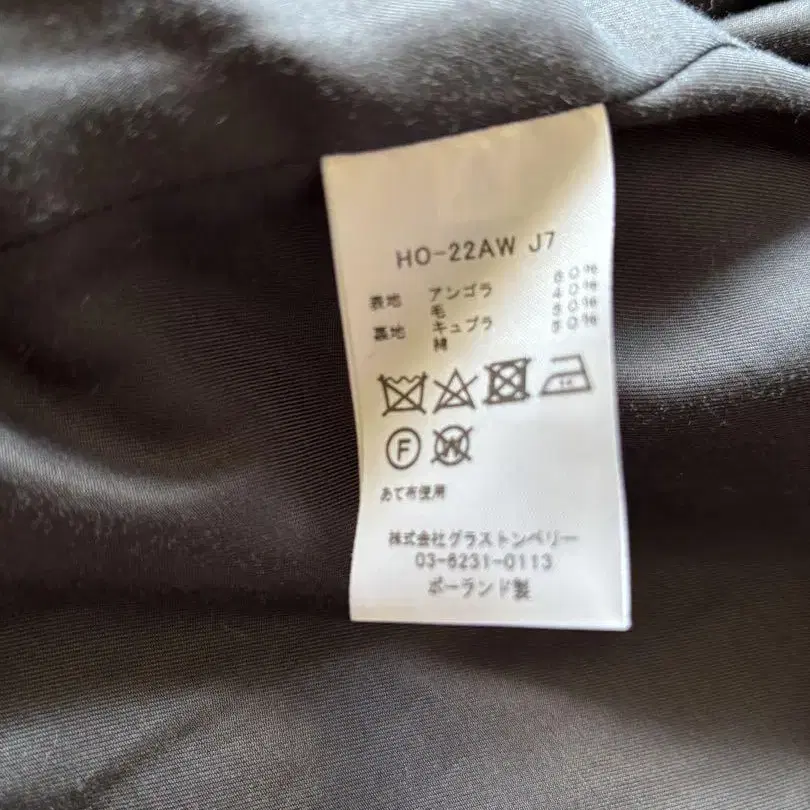 HO-22AW J7
表地 アンゴラ 60%
毛 40%
裏地 キュプラ 50%
綿 50%
F W
あて布使用
株式会社グラストンベリー
03-6231-0113
ポーランド製